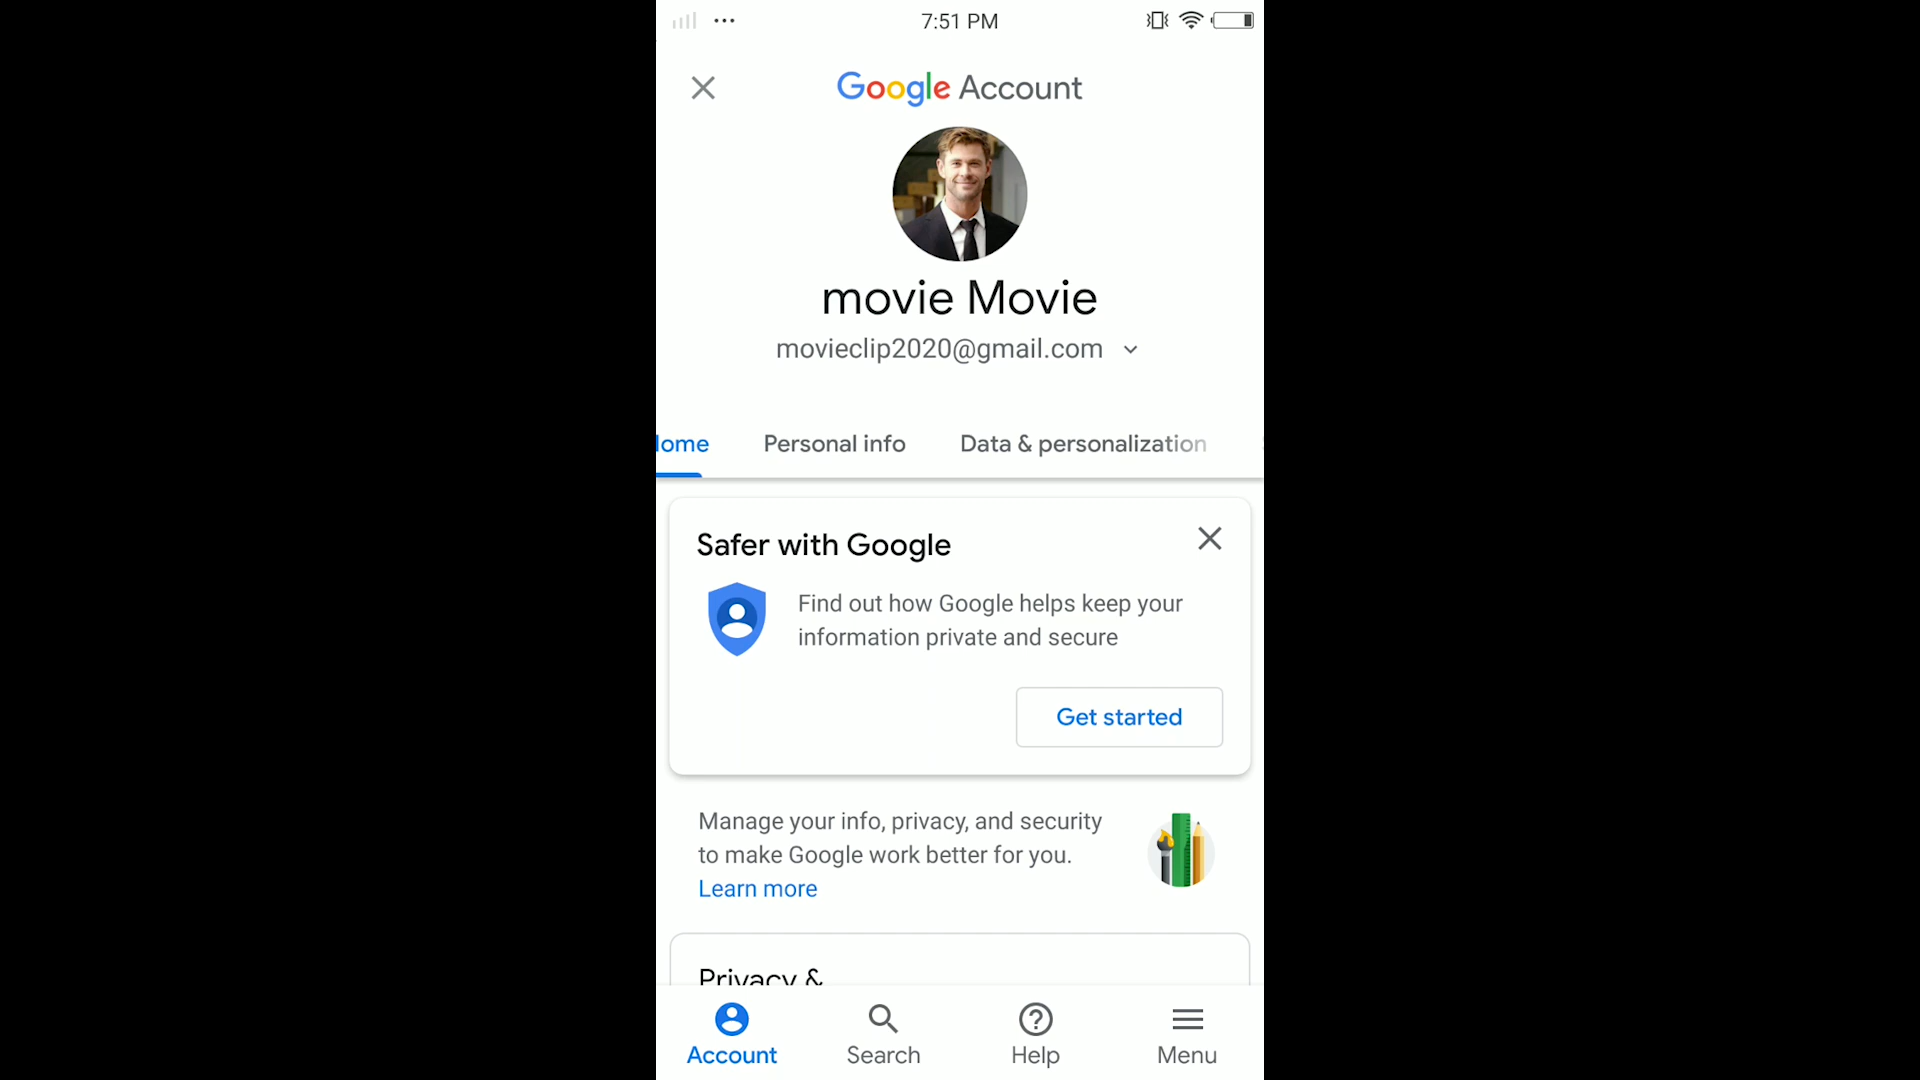 7:51 PM
Google Account
movie Movie
movieclip2020@gmail.com
ome Personal info Data & personalization
Safer with Google
Find out how Google helps keep your
information private and secure
Get started
Manage your info, privacy, and security
to make Google work better for you.
Learn more
Privacy &
Account Search Help Menu